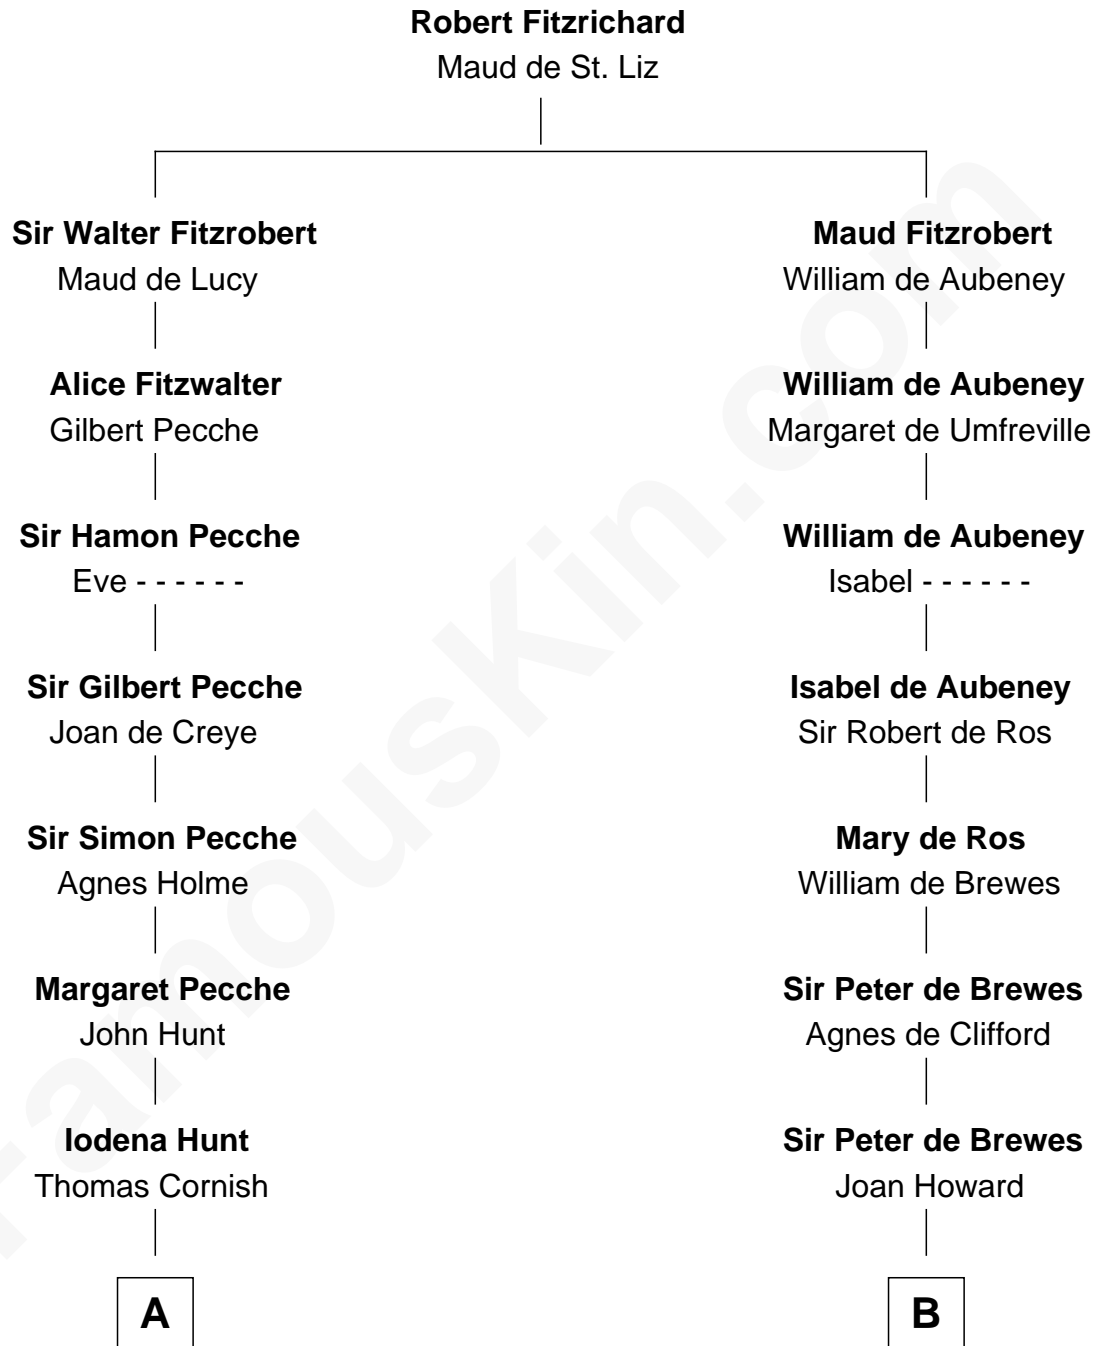 Robert Fitzrichard
Maud de St. Liz
Sir Walter Fitzrobert
Maud de Lucy
Alice Fitzwalter
Gilbert Pecche
Sir Hamon Pecche
Eve - - - - - -
Sir Gilbert Pecche
Joan de Creye
Sir Simon Pecche
Agnes Holme
Margaret Pecche
John Hunt
Iodena Hunt
Thomas Cornish
A
Maud Fitzrobert
William de Aubeney
William de Aubeney
Margaret de Umfreville
William de Aubeney
Isabel - - - - - -
Isabel de Aubeney
Sir Robert de Ros
Mary de Ros
William de Brewes
Sir Peter de Brewes
Agnes de Clifford
Sir Peter de Brewes
Joan Howard
B
FamousKin.com